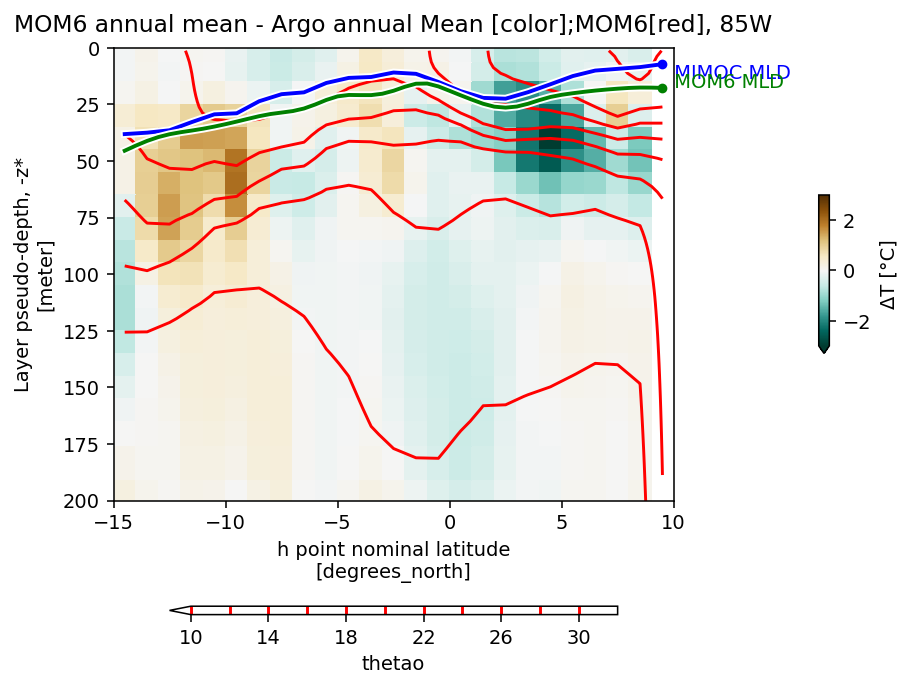 MOM6 annual mean - Argo annual Mean [color];MOM6[red], 85W
0
25
50
75
100
125
150
175
200
Layer pseudo-depth, -z*
[meter]
MIMOC MLD
MOM6 MLD
−15
−10
−5
0
5
10
h point nominal latitude
[degrees_north]
2
0
−2
ΔT [°C]
10
14
18
22
26
30
thetao